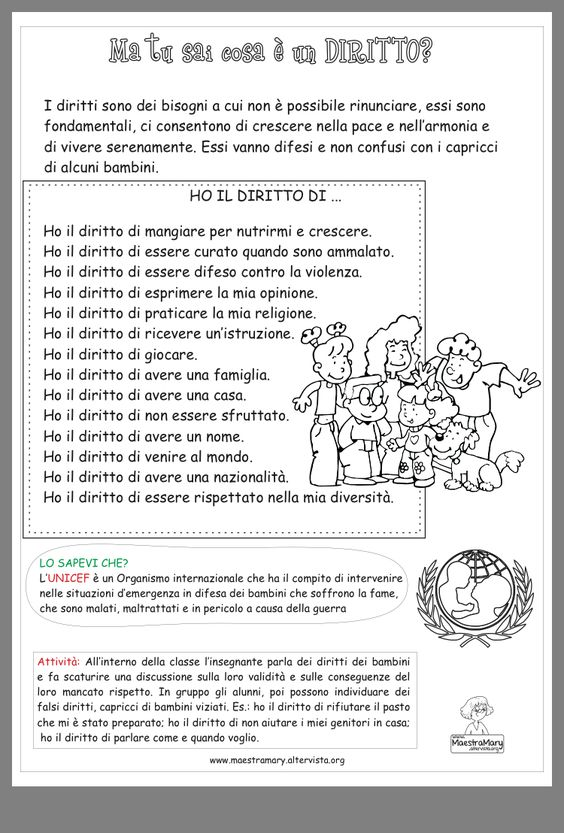 Ma tu sai cosa è un DIRITTO?
I diritti sono dei bisogni a cui non è possibile rinunciare, essi sono
fondamentali, ci consentono di crescere nella pace e nell'armonia e
di vivere serenamente. Essi vanno difesi e non confusi con i capricci
di alcuni bambini.
HO IL DIRITTO DI ...
Ho il diritto di mangiare per nutrirmi e crescere.
Ho il diritto di essere curato quando sono ammalato.
Ho il diritto di essere difeso contro la violenza.
Ho il diritto di esprimere la mia opinione.
Ho il diritto di praticare la mia religione.
Ho il diritto di ricevere un'istruzione.
Ho il diritto di giocare.
Ho il diritto di avere una famiglia.
Ho il diritto di avere una casa.
Ho il diritto di non essere sfruttato.
Ho il diritto di avere un nome.
Ho il diritto di venire al mondo.
Ho il diritto di avere una nazionalità.
Ho il diritto di essere rispettato nella mia diversità.
LO SAPEVI CHE?
L'UNICEF è un Organismo internazionale che ha il compito di intervenire
nelle situazioni d'emergenza in difesa dei bambini che soffrono la fame,
che sono malati, maltrattati e in pericolo a causa della guerra
Attività: All'interno della classe l'insegnante parla dei diritti dei bambini
e fa scaturire una discussione sulla loro validità e sulle conseguenze del
loro mancato rispetto. In gruppo gli alunni, poi possono individuare dei
falsi diritti, capricci di bambini viziati. Es.: ho il diritto di rifiutare il pasto
che mi è stato preparato; ho il diritto di non aiutare i miei genitori in casa;
ho il diritto di parlare come e quando voglio.
MaestraMary
.altervista.org
www.maestramary.altervista.org